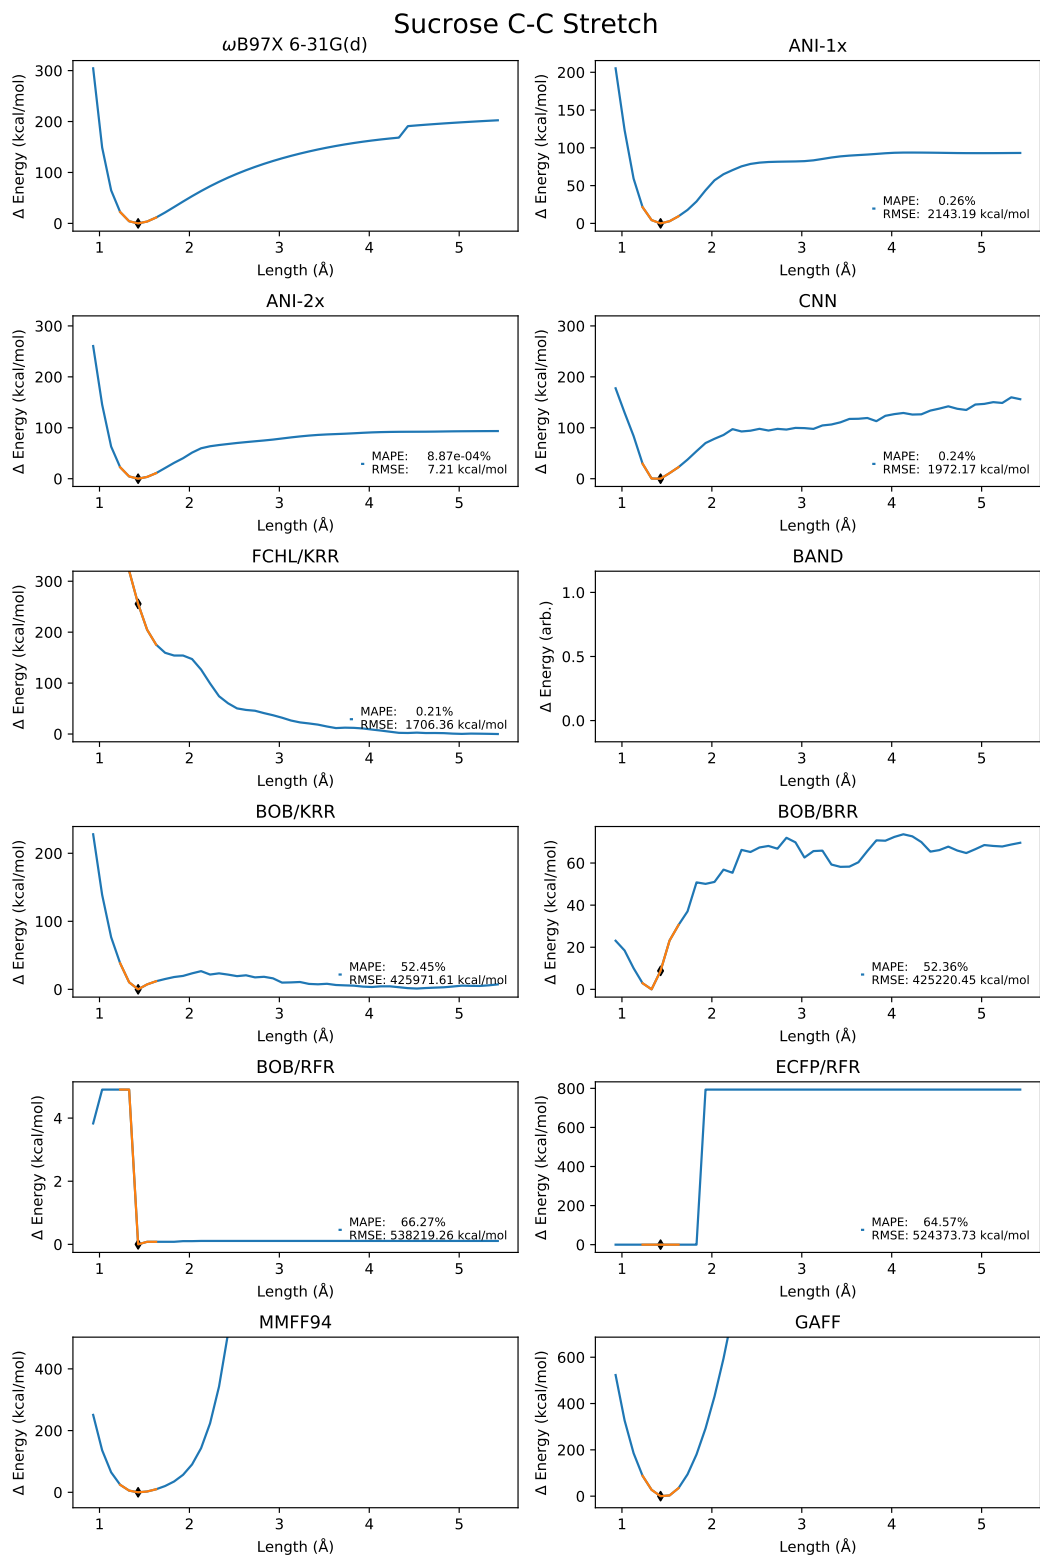 Sucrose C-C Stretch
ωB97X 6-31G(d)
Δ Energy (kcal/mol)
300
200
100
0
1 2 3 4 5
Length (Å)
ANI-1x
Δ Energy (kcal/mol)
200
150
100
50
0
MAPE: 0.26%
RMSE: 2143.19 kcal/mol
1 2 3 4 5
Length (Å)
ANI-2x
Δ Energy (kcal/mol)
300
200
100
0
MAPE: 8.87e-04%
RMSE: 7.21 kcal/mol
1 2 3 4 5
Length (Å)
CNN
Δ Energy (kcal/mol)
300
200
100
0
MAPE: 0.24%
RMSE: 1972.17 kcal/mol
1 2 3 4 5
Length (Å)
FCHL/KRR
Δ Energy (kcal/mol)
300
200
100
0
MAPE: 0.21%
RMSE: 1706.36 kcal/mol
1 2 3 4 5
Length (Å)
BAND
Δ Energy (arb.)
1.0
0.5
0.0
1 2 3 4 5
Length (Å)
BOB/KRR
Δ Energy (kcal/mol)
200
100
0
MAPE: 52.45%
RMSE: 425971.61 kcal/mol
1 2 3 4 5
Length (Å)
BOB/BRR
Δ Energy (kcal/mol)
60
40
20
0
MAPE: 52.36%
RMSE: 425220.45 kcal/mol
1 2 3 4 5
Length (Å)
BOB/RFR
Δ Energy (kcal/mol)
4
2
0
MAPE: 66.27%
RMSE: 538219.26 kcal/mol
1 2 3 4 5
Length (Å)
ECFP/RFR
Δ Energy (kcal/mol)
800
600
400
200
0
MAPE: 64.57%
RMSE: 524373.73 kcal/mol
1 2 3 4 5
Length (Å)
MMFF94
Δ Energy (kcal/mol)
400
200
0
1 2 3 4 5
Length (Å)
GAFF
Δ Energy (kcal/mol)
600
400
200
0
1 2 3 4 5
Length (Å)